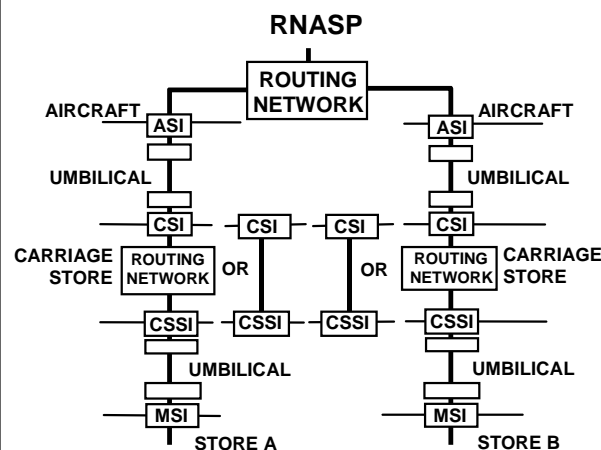 RNASP
ROUTING
NETWORK
AIRCRAFT
AIRCRAFT
ASI
ASI
UMBILICAL
UMBILICAL
CSI
CSI
CSI
CSI
CARRIAGE
STORE
ROUTING
NETWORK
OR
OR
ROUTING
NETWORK
CARRIAGE
STORE
CSSI
CSSI
CSSI
CSSI
UMBILICAL
UMBILICAL
MSI
MSI
STORE A
STORE B